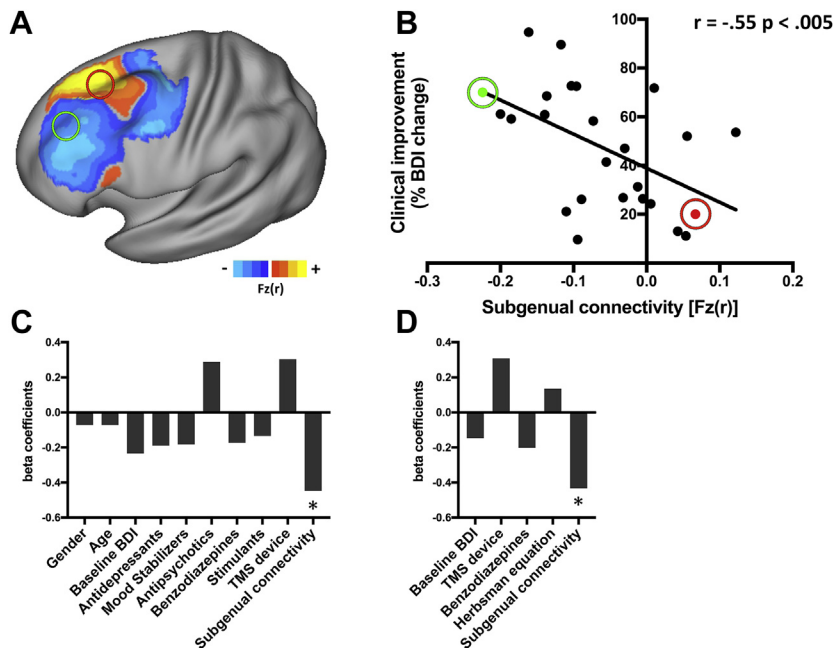 A
- +
Fz(r)
B
r = -.55 p < .005
Clinical improvement
(% BDI change)
100
80
60
40
20
-0.3 -0.2 -0.1 0.0 0.1 0.2
Subgenual connectivity [Fz(r)]
C
beta coefficients
0.4
0.2
0.0
-0.2
-0.4
-0.6
*
Gender
Age
Baseline BDI
Antidepressants
Mood Stabilizers
Antipsychotics
Benzodiazepines
Stimulants
TMS device
Subgenual connectivity
D
beta coefficients
0.4
0.2
0.0
-0.2
-0.4
-0.6
*
Baseline BDI
TMS device
Benzodiazepines
Herbsman equation
Subgenual connectivity